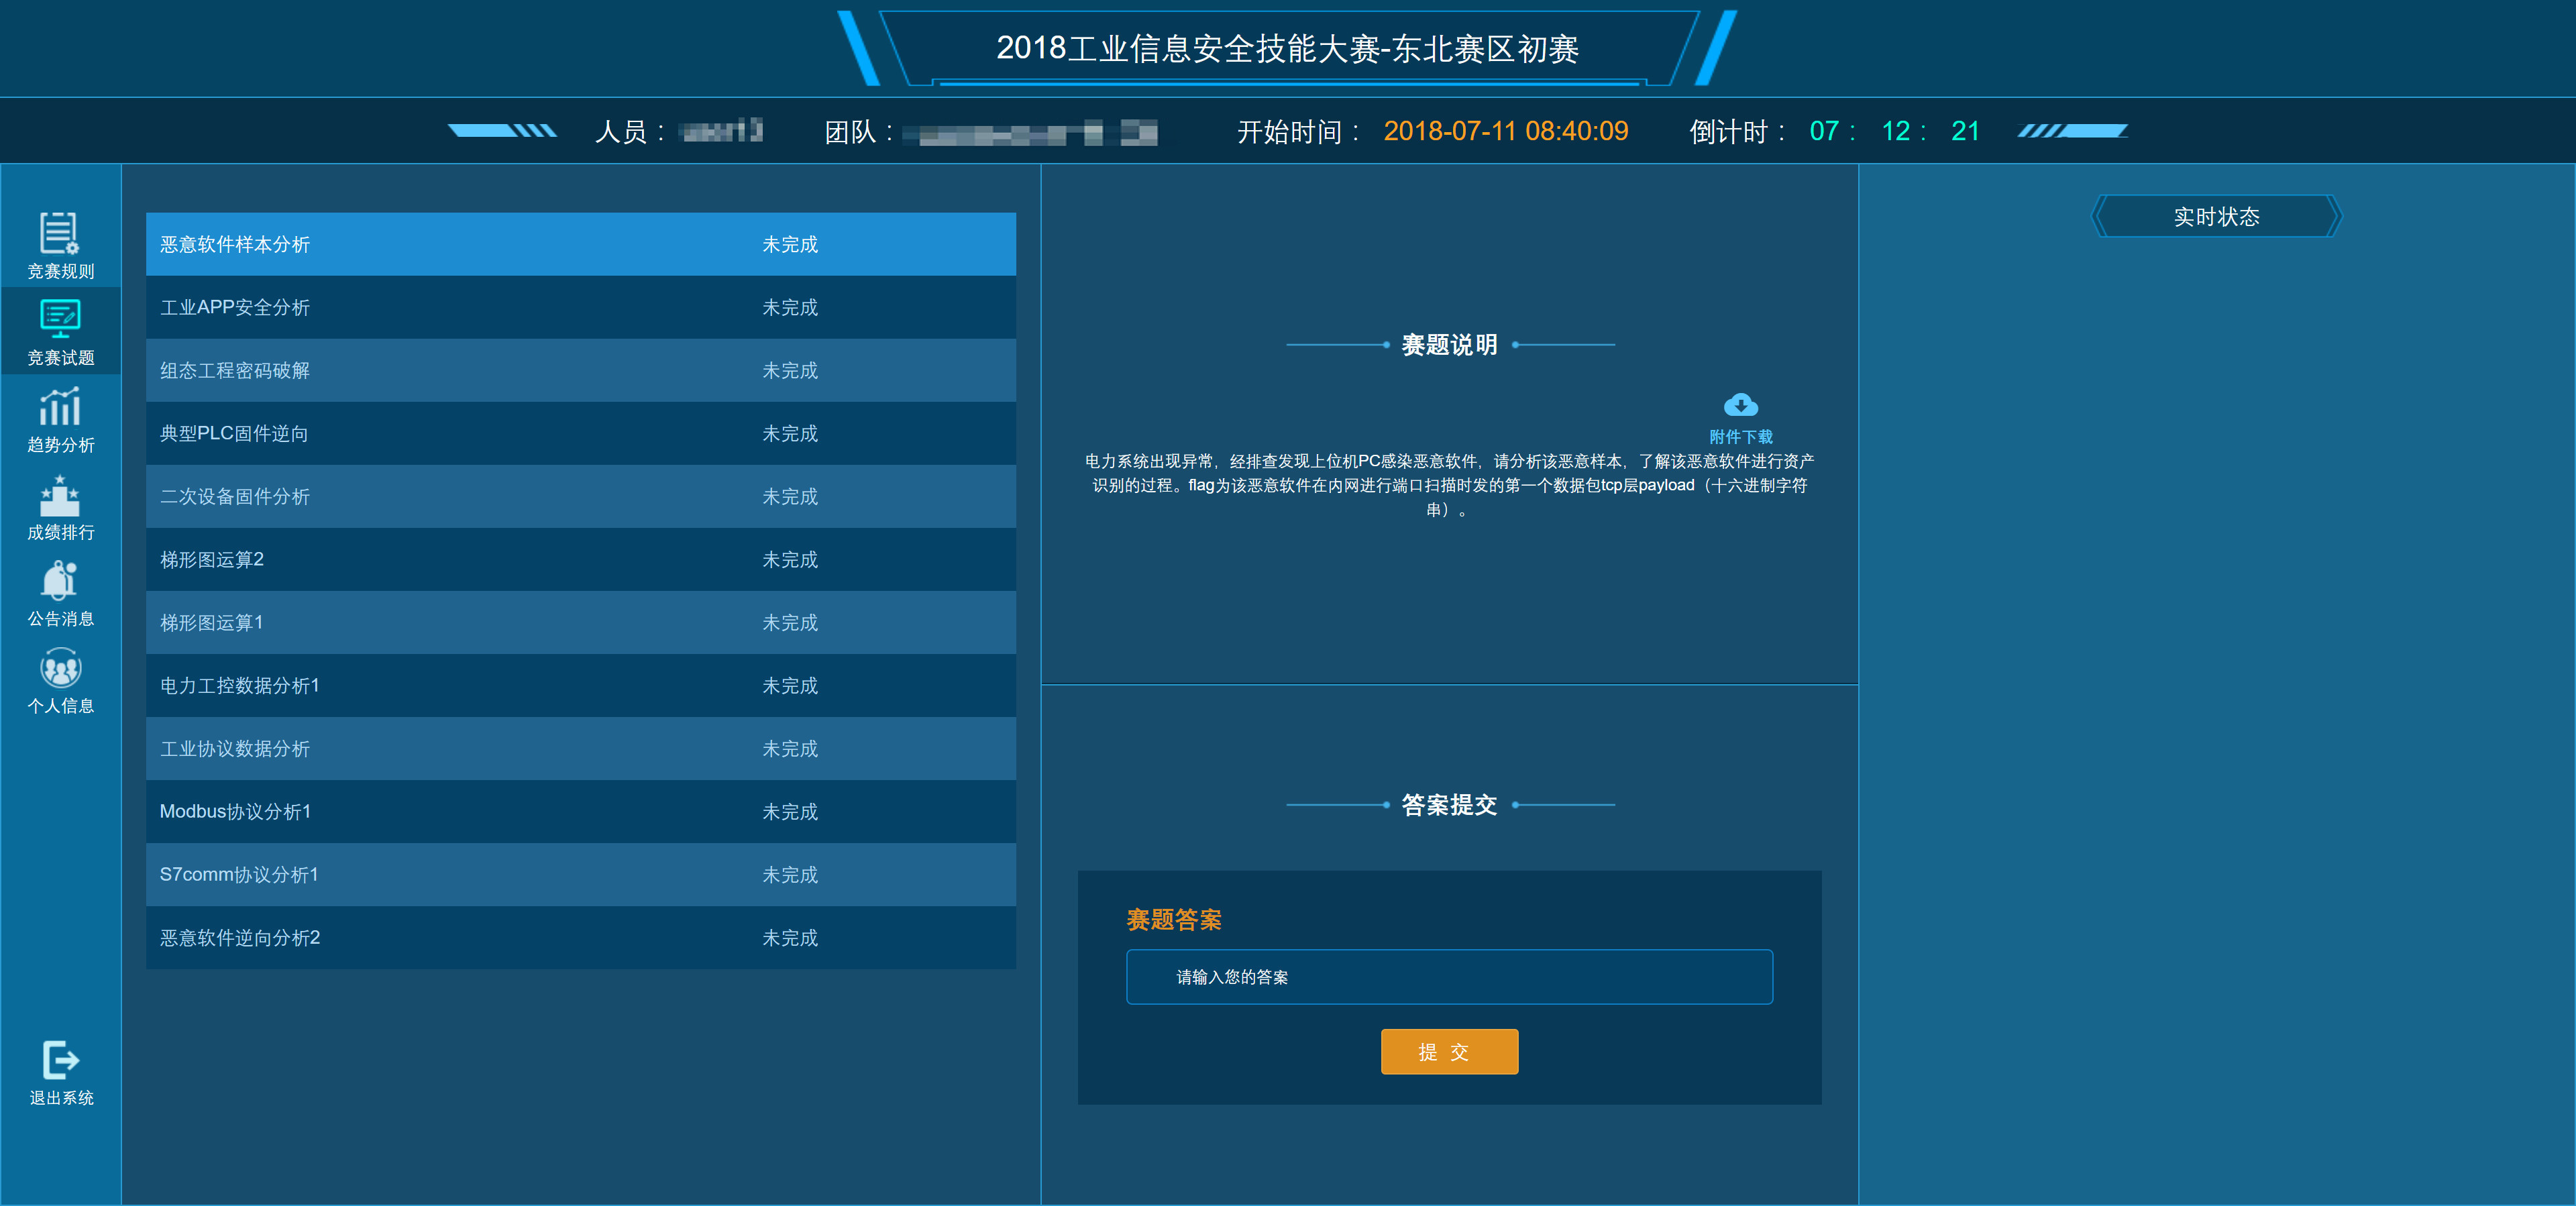 2018工业信息安全技能大赛-东北赛区初赛
人员： 团队： 开始时间： 2018-07-11 08:40:09 倒计时： 07： 12： 21
竞赛规则
竞赛试题
趋势分析
成绩排行
公告消息
个人信息
退出系统
恶意软件样本分析 未完成
工业APP安全分析 未完成
组态工程密码破解 未完成
典型PLC固件逆向 未完成
二次设备固件分析 未完成
梯形图运算2 未完成
梯形图运算1 未完成
电力工控数据分析1 未完成
工业协议数据分析 未完成
Modbus协议分析1 未完成
S7comm协议分析1 未完成
恶意软件逆向分析2 未完成
赛题说明
附件下载
电力系统出现异常，经排查发现上位机PC感染恶意软件，请分析该恶意样本，了解该恶意软件进行资产
识别的过程。flag为该恶意软件在内网进行端口扫描时发的第一个数据包tcp层payload（十六进制字符
串）。
答案提交
赛题答案
请输入您的答案
提 交
实时状态